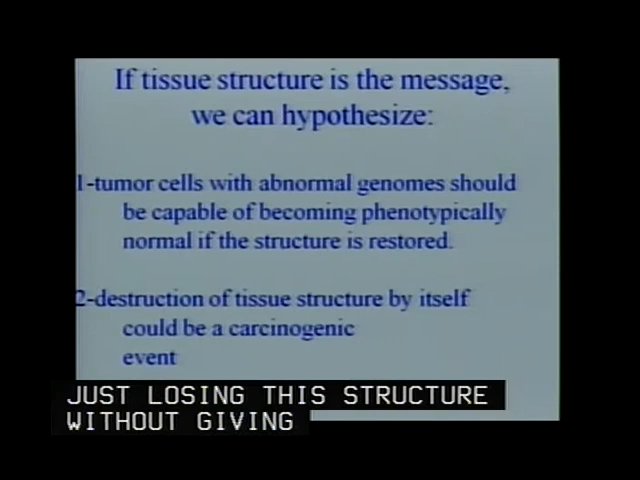 If tissue structure is the message,
we can hypothesize:
1-tumor cells with abnormal genomes should
be capable of becoming phenotypically
normal if the structure is restored.
2-destruction of tissue structure by itself
could be a carcinogenic
event
JUST LOSING THIS STRUCTURE
WITHOUT GIVING